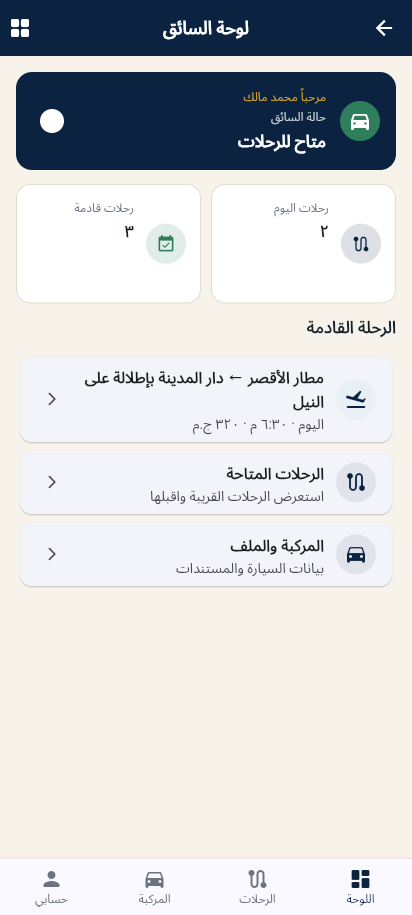 لوحة السائق
مرحباً محمد مالك
حالة السائق
متاح للرحلات
رحلات اليوم
٢
رحلات قادمة
٣
الرحلة القادمة
مطار الأقصر ← دار المدينة بإطلالة على
النيل
اليوم · ٦:٣٠ م · ٣٢٠ ج.م
الرحلات المتاحة
استعرض الرحلات القريبة واقبلها
المركبة والملف
بيانات السيارة والمستندات
اللوحة
الرحلات
المركبة
حسابي